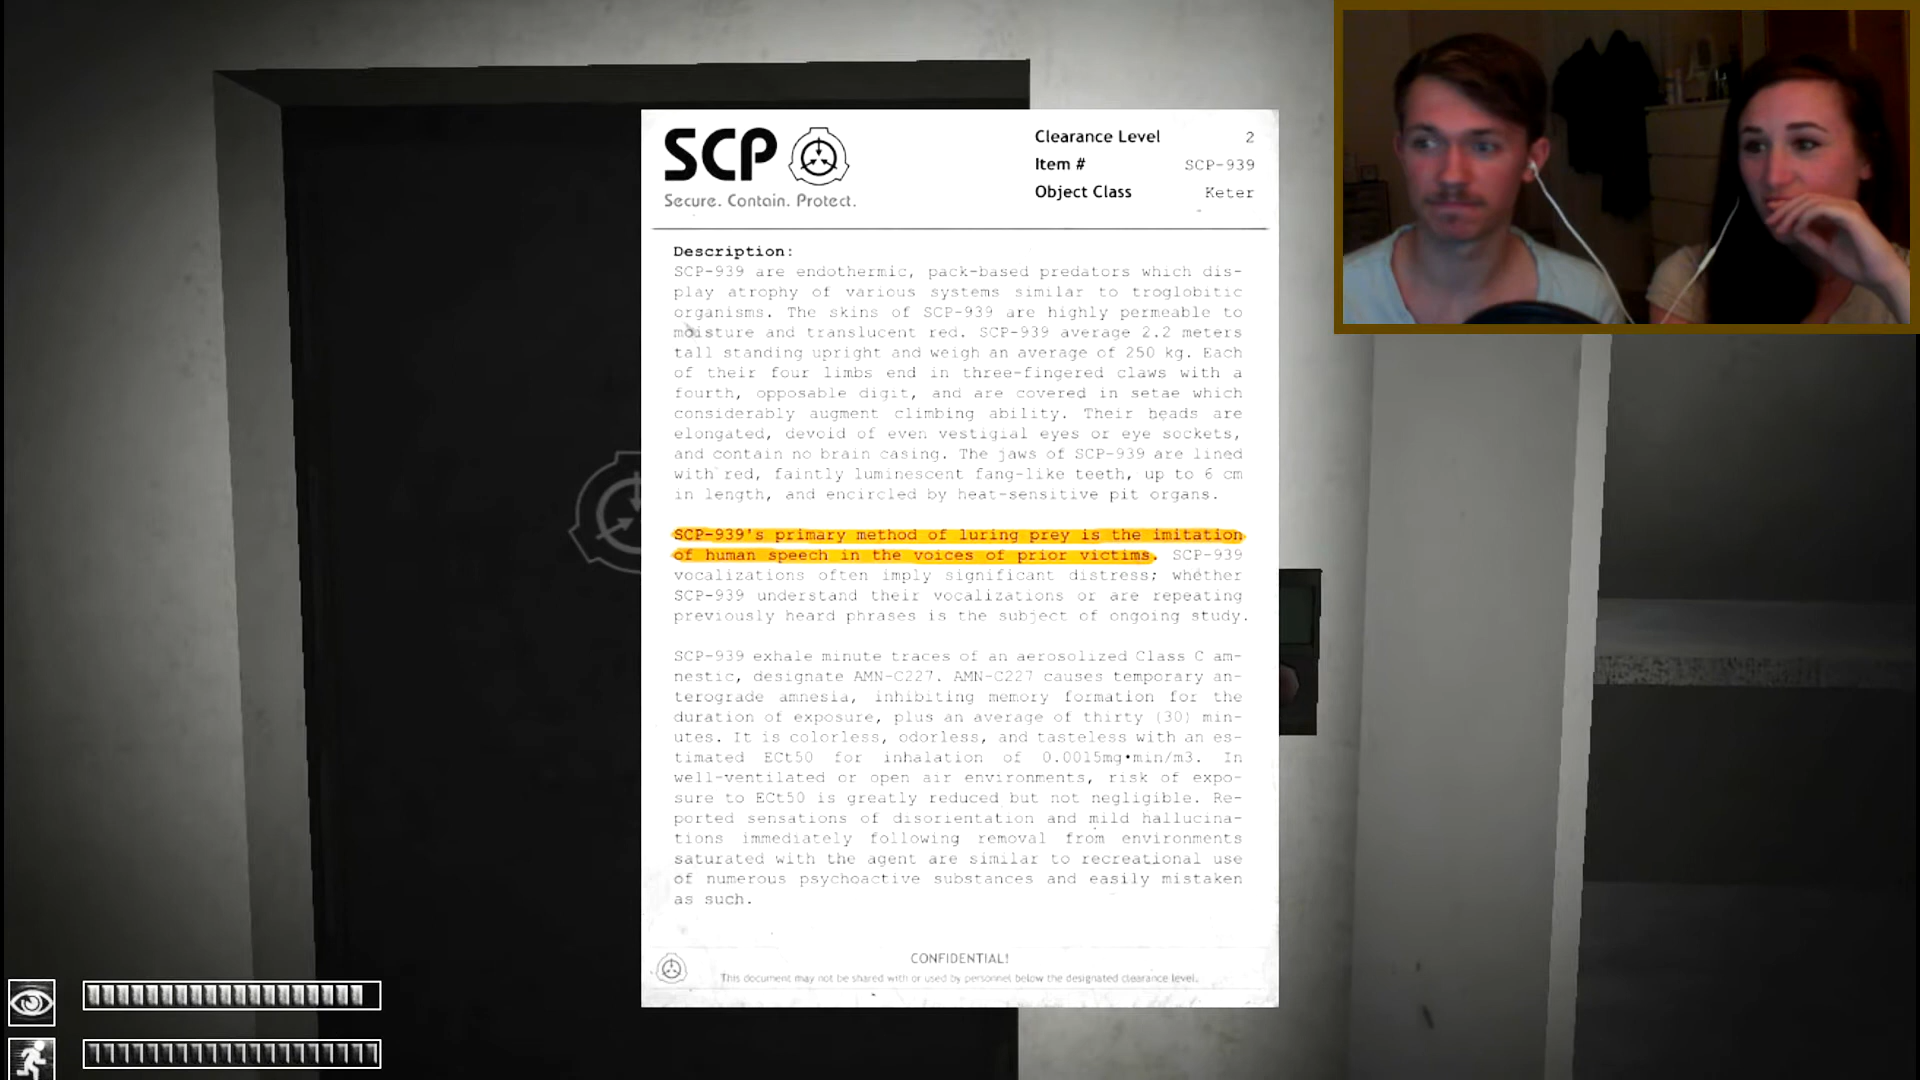 SCP
Secure. Contain. Protect.
Clearance Level 2
Item # SCP-939
Object Class Keter
Description:
SCP-939 are endothermic, pack-based predators which dis-
play atrophy of various systems similar to troglobitic
organisms. The skins of SCP-939 are highly permeable to
moisture and translucent red. SCP-939 average 2.2 meters
tall standing upright and weigh an average of 250 kg. Each
of their four limbs end in three-fingered claws with a
fourth, opposable digit, and are covered in setae which
considerably augment climbing ability. Their heads are
elongated, devoid of even vestigial eyes or eye sockets,
and contain no brain casing. The jaws of SCP-939 are lined
with red, faintly luminescent fang-like teeth, up to 6 cm
in length, and encircled by heat-sensitive pit organs.
SCP-939's primary method of luring prey is the imitation
of human speech in the voices of prior victims. SCP-939
vocalizations often imply significant distress; whether
SCP-939 understand their vocalizations or are repeating
previously heard phrases is the subject of ongoing study.
SCP-939 exhale minute traces of an aerosolized Class C am-
nestic, designate AMN-C227. AMN-C227 causes temporary an-
terograde amnesia, inhibiting memory formation for the
duration of exposure, plus an average of thirty (30) min-
utes. It is colorless, odorless, and tasteless with an es-
timated ECt50 for inhalation of 0.0015mg•min/m3. In
well-ventilated or open air environments, risk of expo-
sure to ECt50 is greatly reduced but not negligible. Re-
ported sensations of disorientation and mild hallucina-
tions immediately following removal from environments
saturated with the agent are similar to recreational use
of numerous psychoactive substances and easily mistaken
as such.
CONFIDENTIAL!
This document may not be shared with or used by personnel below the designated clearance level.